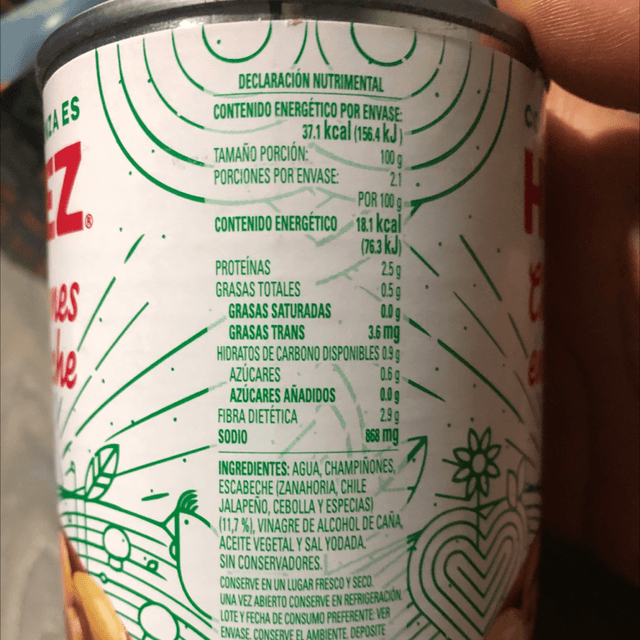 ZA ES
EZ®
nes
he
DECLARACIÓN NUTRIMENTAL
CONTENIDO ENERGÉTICO POR ENVASE:
37.1 kcal (156.4 kJ)
TAMAÑO PORCIÓN: 100 g
PORCIONES POR ENVASE: 2.1
POR 100 g
CONTENIDO ENERGÉTICO 18.1 kcal
(76.3 kJ)
PROTEÍNAS 2.5 g
GRASAS TOTALES 0.5 g
GRASAS SATURADAS 0.0 g
GRASAS TRANS 3.6 mg
HIDRATOS DE CARBONO DISPONIBLES 0.9 g
AZÚCARES 0.6 g
AZÚCARES AÑADIDOS 0.0 g
FIBRA DIETÉTICA 2.9 g
SODIO 868 mg
INGREDIENTES: AGUA, CHAMPIÑONES,
ESCABECHE (ZANAHORIA, CHILE
JALAPEÑO, CEBOLLA Y ESPECIAS)
(11,7 %), VINAGRE DE ALCOHOL DE CAÑA,
ACEITE VEGETAL Y SAL YODADA.
SIN CONSERVADORES.
CONSERVE EN UN LUGAR FRESCO Y SECO.
UNA VEZ ABIERTO CONSERVE EN REFRIGERACIÓN.
LOTE Y FECHA DE CONSUMO PREFERENTE: VER
ENVASE. CONSERVE EL AMBIENTE. DEPOSITE